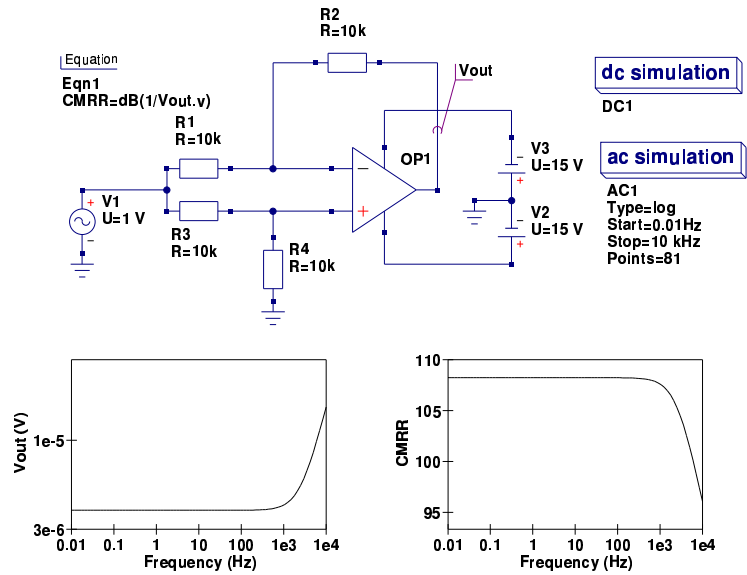 R2
R=10k
Equation
Eqn1
CMRR=dB(1/Vout.v)
Vout
dc simulation
DC1
R1
R=10k
OP1
V3
U=15 V
ac simulation
AC1
Type=log
Start=0.01Hz
Stop=10 kHz
Points=81
V1
U=1 V
R3
R=10k
R4
R=10k
V2
U=15 V
Vout (V)
1e-5
3e-6
0.01 0.1 1 10 100 1e3 1e4
Frequency (Hz)
CMRR
110
105
100
95
0.01 0.1 1 10 100 1e3 1e4
Frequency (Hz)